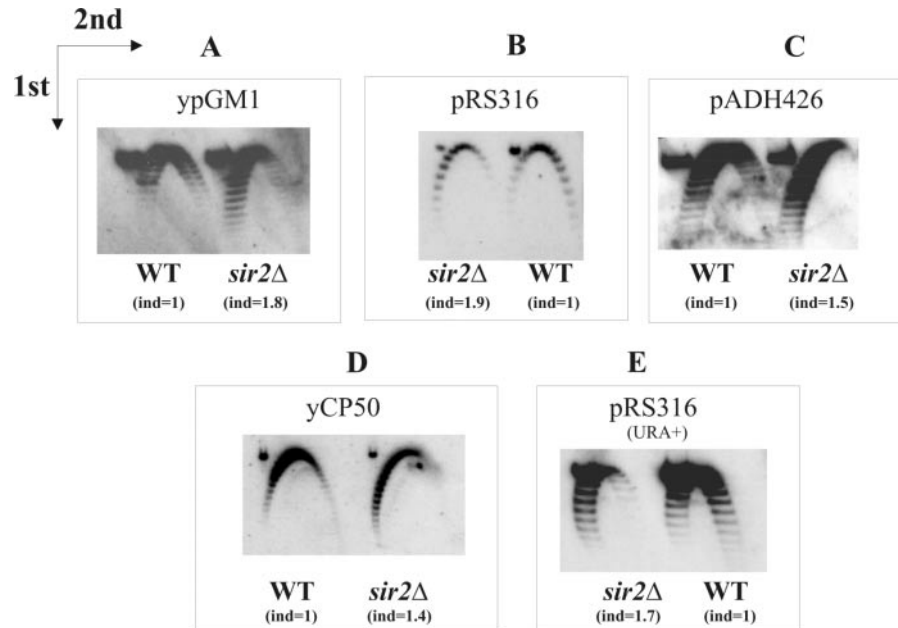 2nd
1st
A
ypGM1
WT
(ind=1)
sir2Δ
(ind=1.8)
B
pRS316
sir2Δ
(ind=1.9)
WT
(ind=1)
C
pADH426
WT
(ind=1)
sir2Δ
(ind=1.5)
D
yCP50
WT
(ind=1)
sir2Δ
(ind=1.4)
E
pRS316
(URA+)
sir2Δ
(ind=1.7)
WT
(ind=1)